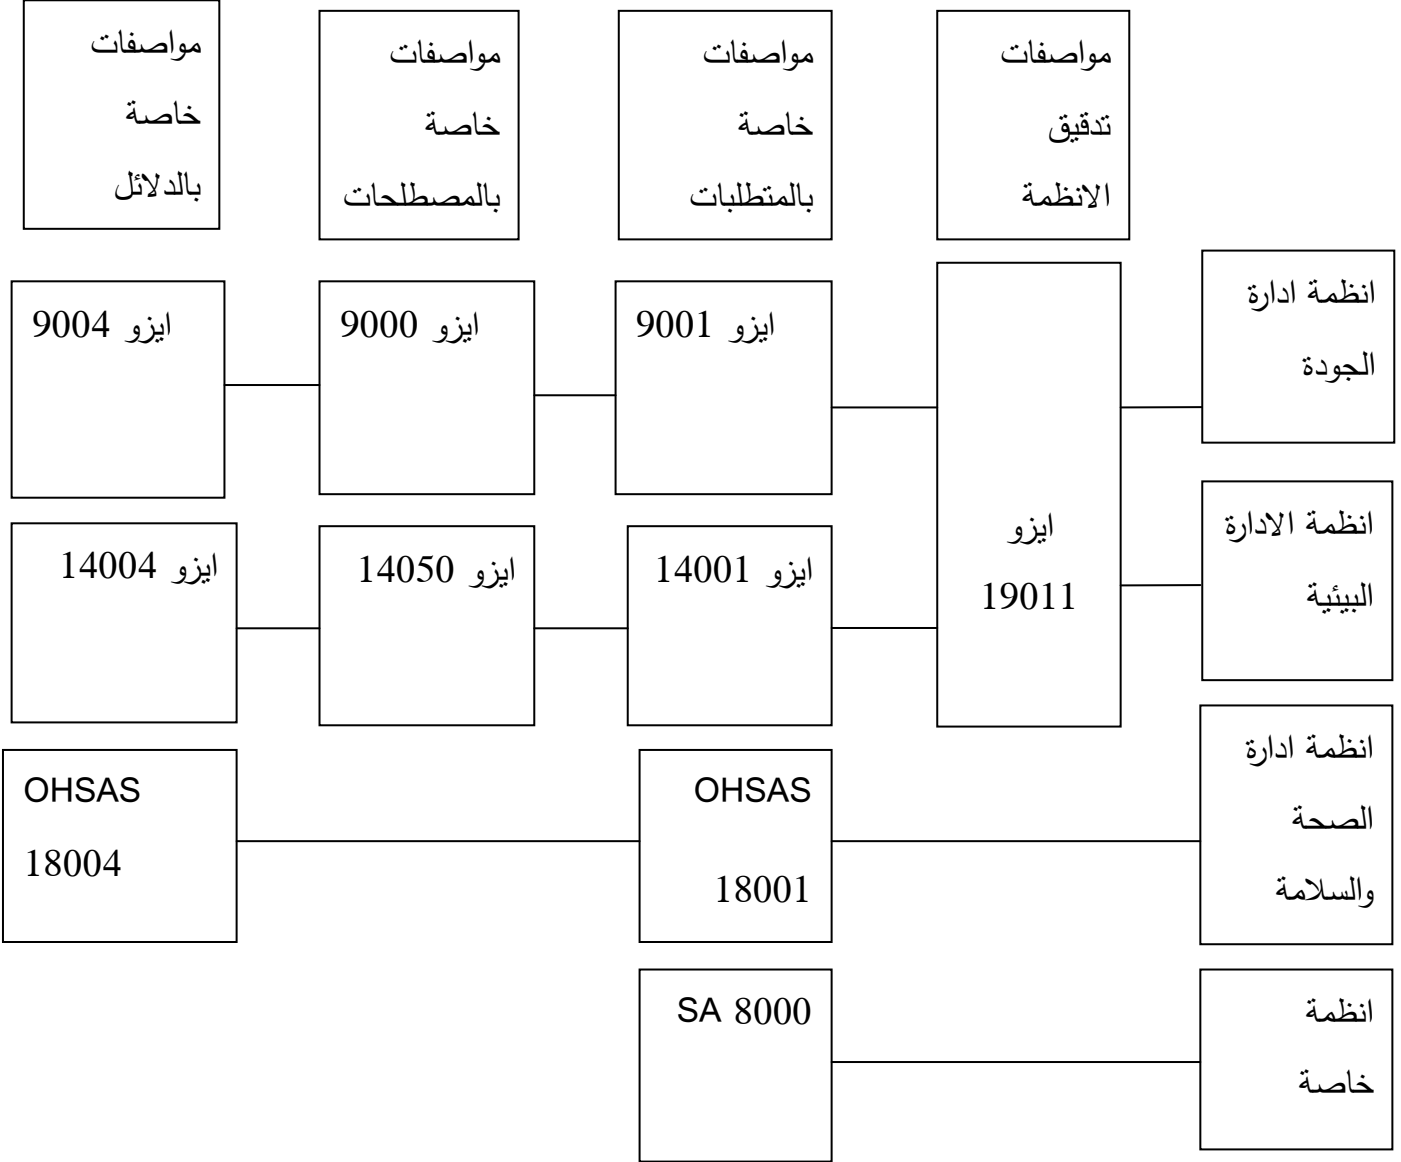 مواصفات
تدقيق
الانظمة
مواصفات
خاصة
بالمتطلبات
مواصفات
خاصة
بالمصطلحات
مواصفات
خاصة
بالدلائل
انظمة ادارة
الجودة
ايزو
19011
ايزو 9001
ايزو 9000
ايزو 9004
انظمة الادارة
البيئية
ايزو 14001
ايزو 14050
ايزو 14004
انظمة ادارة
الصحة
والسلامة
OHSAS
18001
OHSAS
18004
انظمة
خاصة
SA 8000